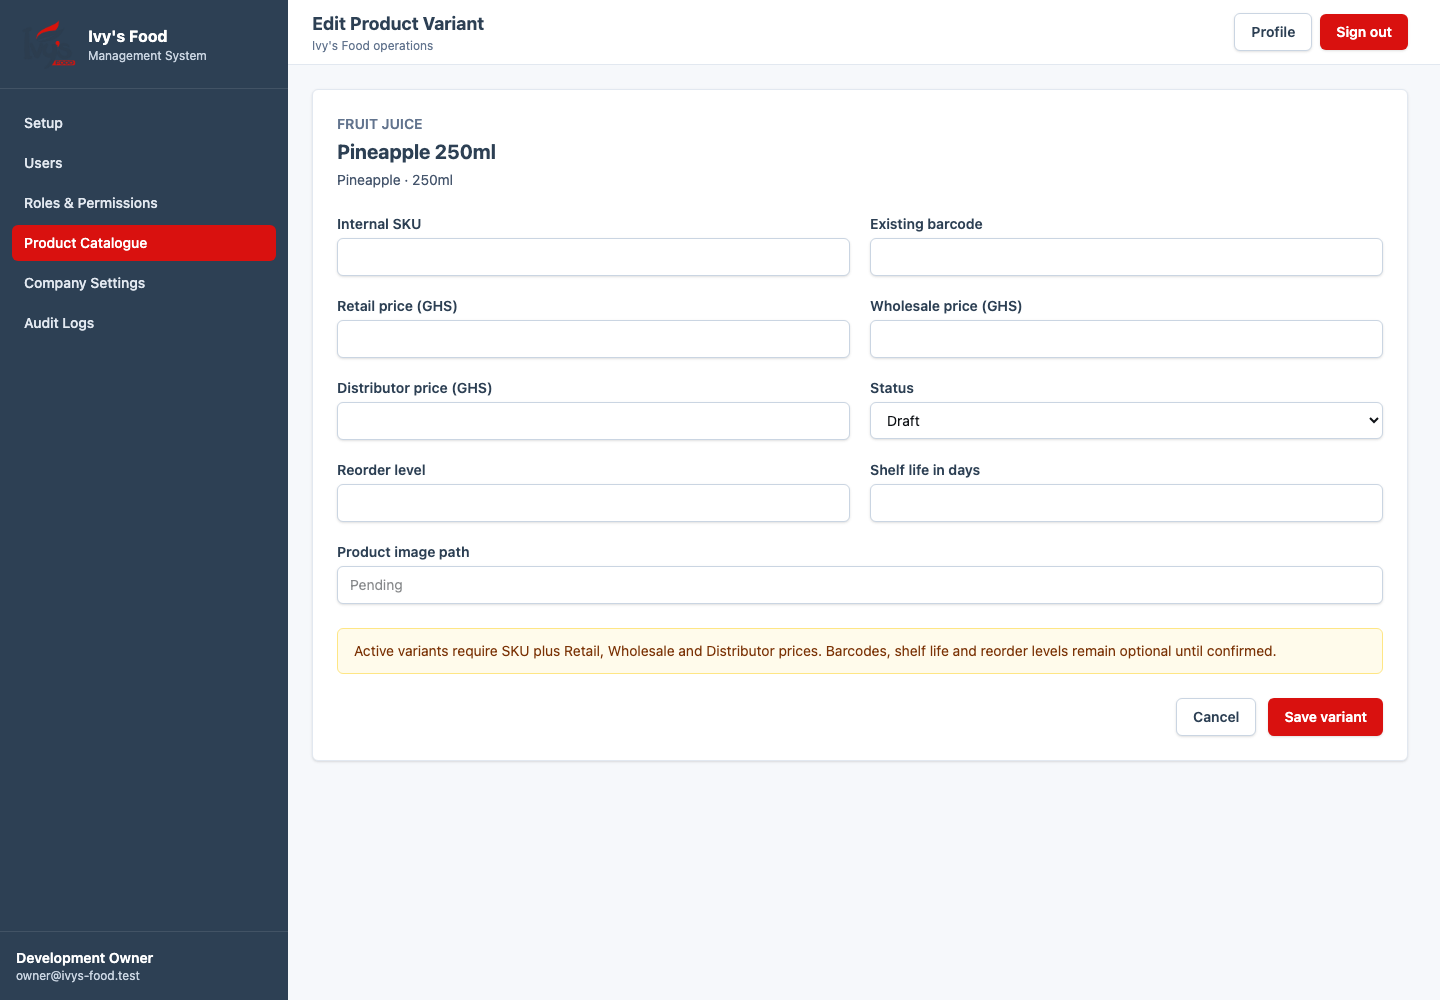 Ivy's Food
Management System
Setup
Users
Roles & Permissions
Product Catalogue
Company Settings
Audit Logs
Development Owner
owner@ivys-food.test
Edit Product Variant
Ivy's Food operations
Profile
Sign out
FRUIT JUICE
Pineapple 250ml
Pineapple · 250ml
Internal SKU
Existing barcode
Retail price (GHS)
Wholesale price (GHS)
Distributor price (GHS)
Status
Draft
Reorder level
Shelf life in days
Product image path
Pending
Active variants require SKU plus Retail, Wholesale and Distributor prices. Barcodes, shelf life and reorder levels remain optional until confirmed.
Cancel
Save variant